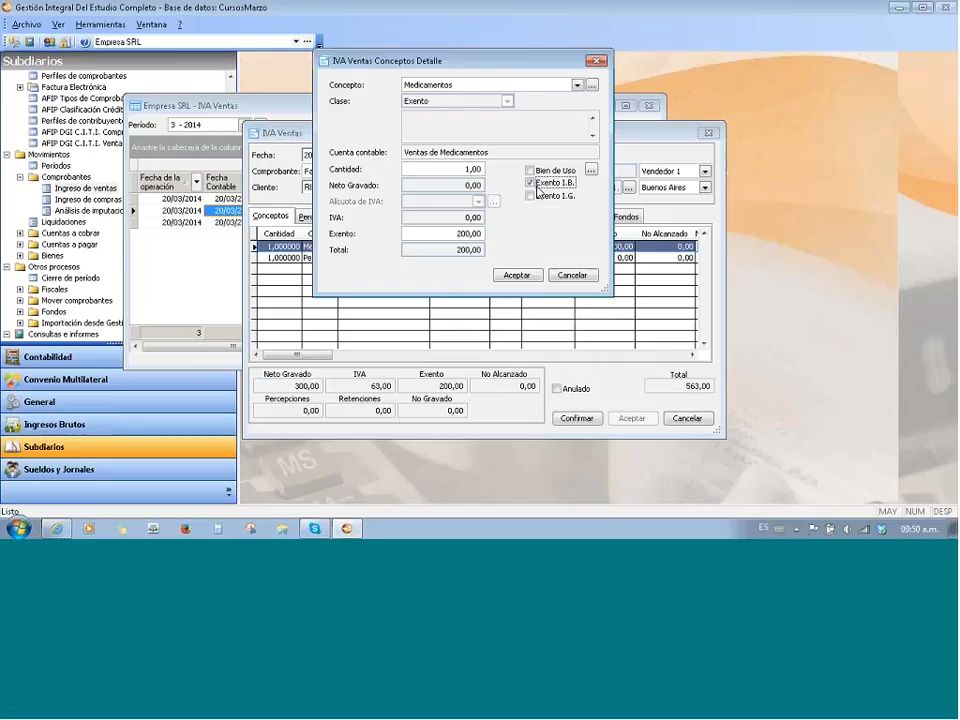 Gestión Integral Del Estudio Completo - Base de datos: CursosMarzo
Archivo Ver Herramientas Ventana ?
Empresa SRL
Subdiarios
Perfiles de comprobantes
Factura Electrónica
AFIP Tipos de Comproba
AFIP Clasificación Crédito
Perfiles de contribuyente
AFIP DGI C.I.T.I. Compr
AFIP DGI C.I.T.I. Venta
Movimientos
Períodos
Comprobantes
Ingreso de ventas
Ingreso de compras
Análisis de imputacio
Liquidaciones
Cuentas a cobrar
Cuentas a pagar
Bienes
Otros procesos
Cierre de período
Fiscales
Mover comprobantes
Fondos
Importación desde Gesti
Consultas e informes
Contabilidad
Convenio Multilateral
General
Ingresos Brutos
Subdiarios
Sueldos y Jornales
Empresa SRL - IVA Ventas
Período: 3 - 2014
Arrastre la cabecera de la colum
Fecha de la operación
Fecha Contable
20/03/2014 20/03/2
20/03/2014 20/03/2
20/03/2014 20/03/2
3
IVA Ventas
Fecha: 20
Comprobante: Fa
Cliente: RI
Vendedor 1
Buenos Aires
Conceptos Perc
Fondos
Cantidad
No Alcanzado
1,000000 Me
00,00 0,00
1,000000 Pe
0,00 0,00
Neto Gravado IVA Exento No Alcanzado Total
300,00 63,00 200,00 0,00 563,00
Anulado
Percepciones Retenciones No Gravado
0,00 0,00 0,00
Confirmar Aceptar Cancelar
IVA Ventas Conceptos Detalle
Concepto: Medicamentos
Clase: Exento
Cuenta contable: Ventas de Medicamentos
Cantidad: 1,00
Bien de Uso
Neto Gravado: 0,00
Exento I.B.
Alícuota de IVA:
Exento I.G.
IVA: 0,00
Exento: 200,00
Total: 200,00
Aceptar Cancelar
MS
Listo
MAY NUM DESP
ES
09:50 a.m.